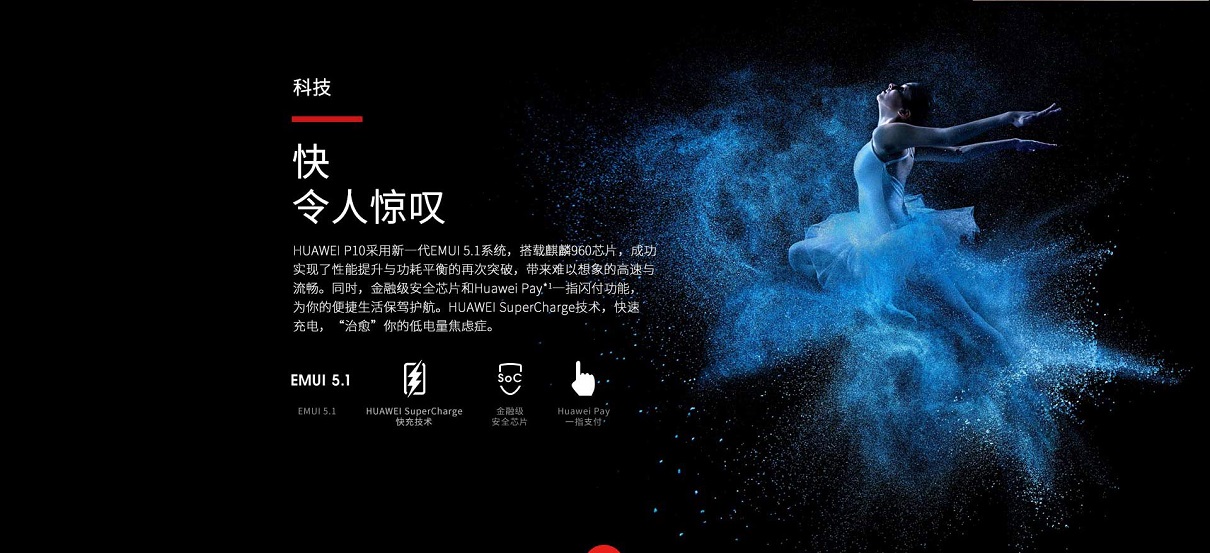 科技
快
令人惊叹
HUAWEI P10采用新一代EMUI 5.1系统，搭载麒麟960芯片，成功
实现了性能提升与功耗平衡的再次突破，带来难以想象的高速与
流畅。同时，金融级安全芯片和Huawei Pay*¹一指闪付功能，
为你的便捷生活保驾护航。HUAWEI SuperCharge技术，快速
充电，“治愈”你的低电量焦虑症。
EMUI 5.1
SoC
EMUI 5.1
HUAWEI SuperCharge
快充技术
金融级
安全芯片
Huawei Pay
一指支付*